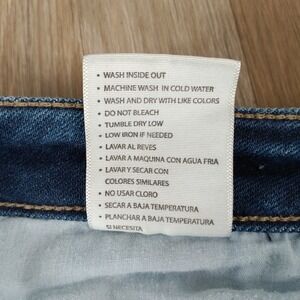 • WASH INSIDE OUT
• MACHINE WASH IN COLD WATER
• WASH AND DRY WITH LIKE COLORS
• DO NOT BLEACH
• TUMBLE DRY LOW
• LOW IRON IF NEEDED
• LAVAR AL REVES
• LAVAR A MAQUINA CON AGUA FRIA
• LAVAR Y SECAR CON
COLORES SIMILARES
• NO USAR CLORO
• SECAR A BAJA TEMPERATURA
• PLANCHAR A BAJA TEMPERATURA
SI NECESITA